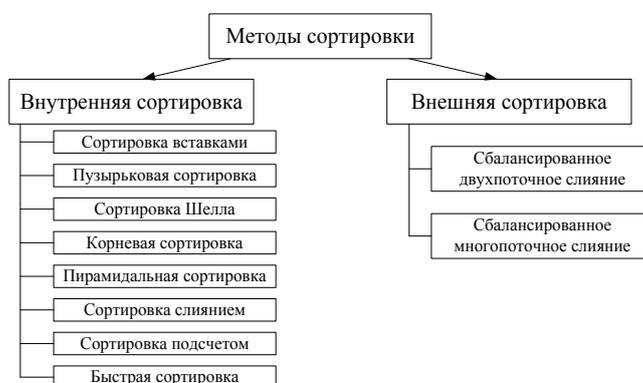 Методы сортировки
Внутренняя сортировка
Сортировка вставками
Пузырьковая сортировка
Сортировка Шелла
Корневая сортировка
Пирамидальная сортировка
Сортировка слиянием
Сортировка подсчетом
Быстрая сортировка
Внешняя сортировка
Сбалансированное
двухпоточное слияние
Сбалансированное
многопоточное слияние